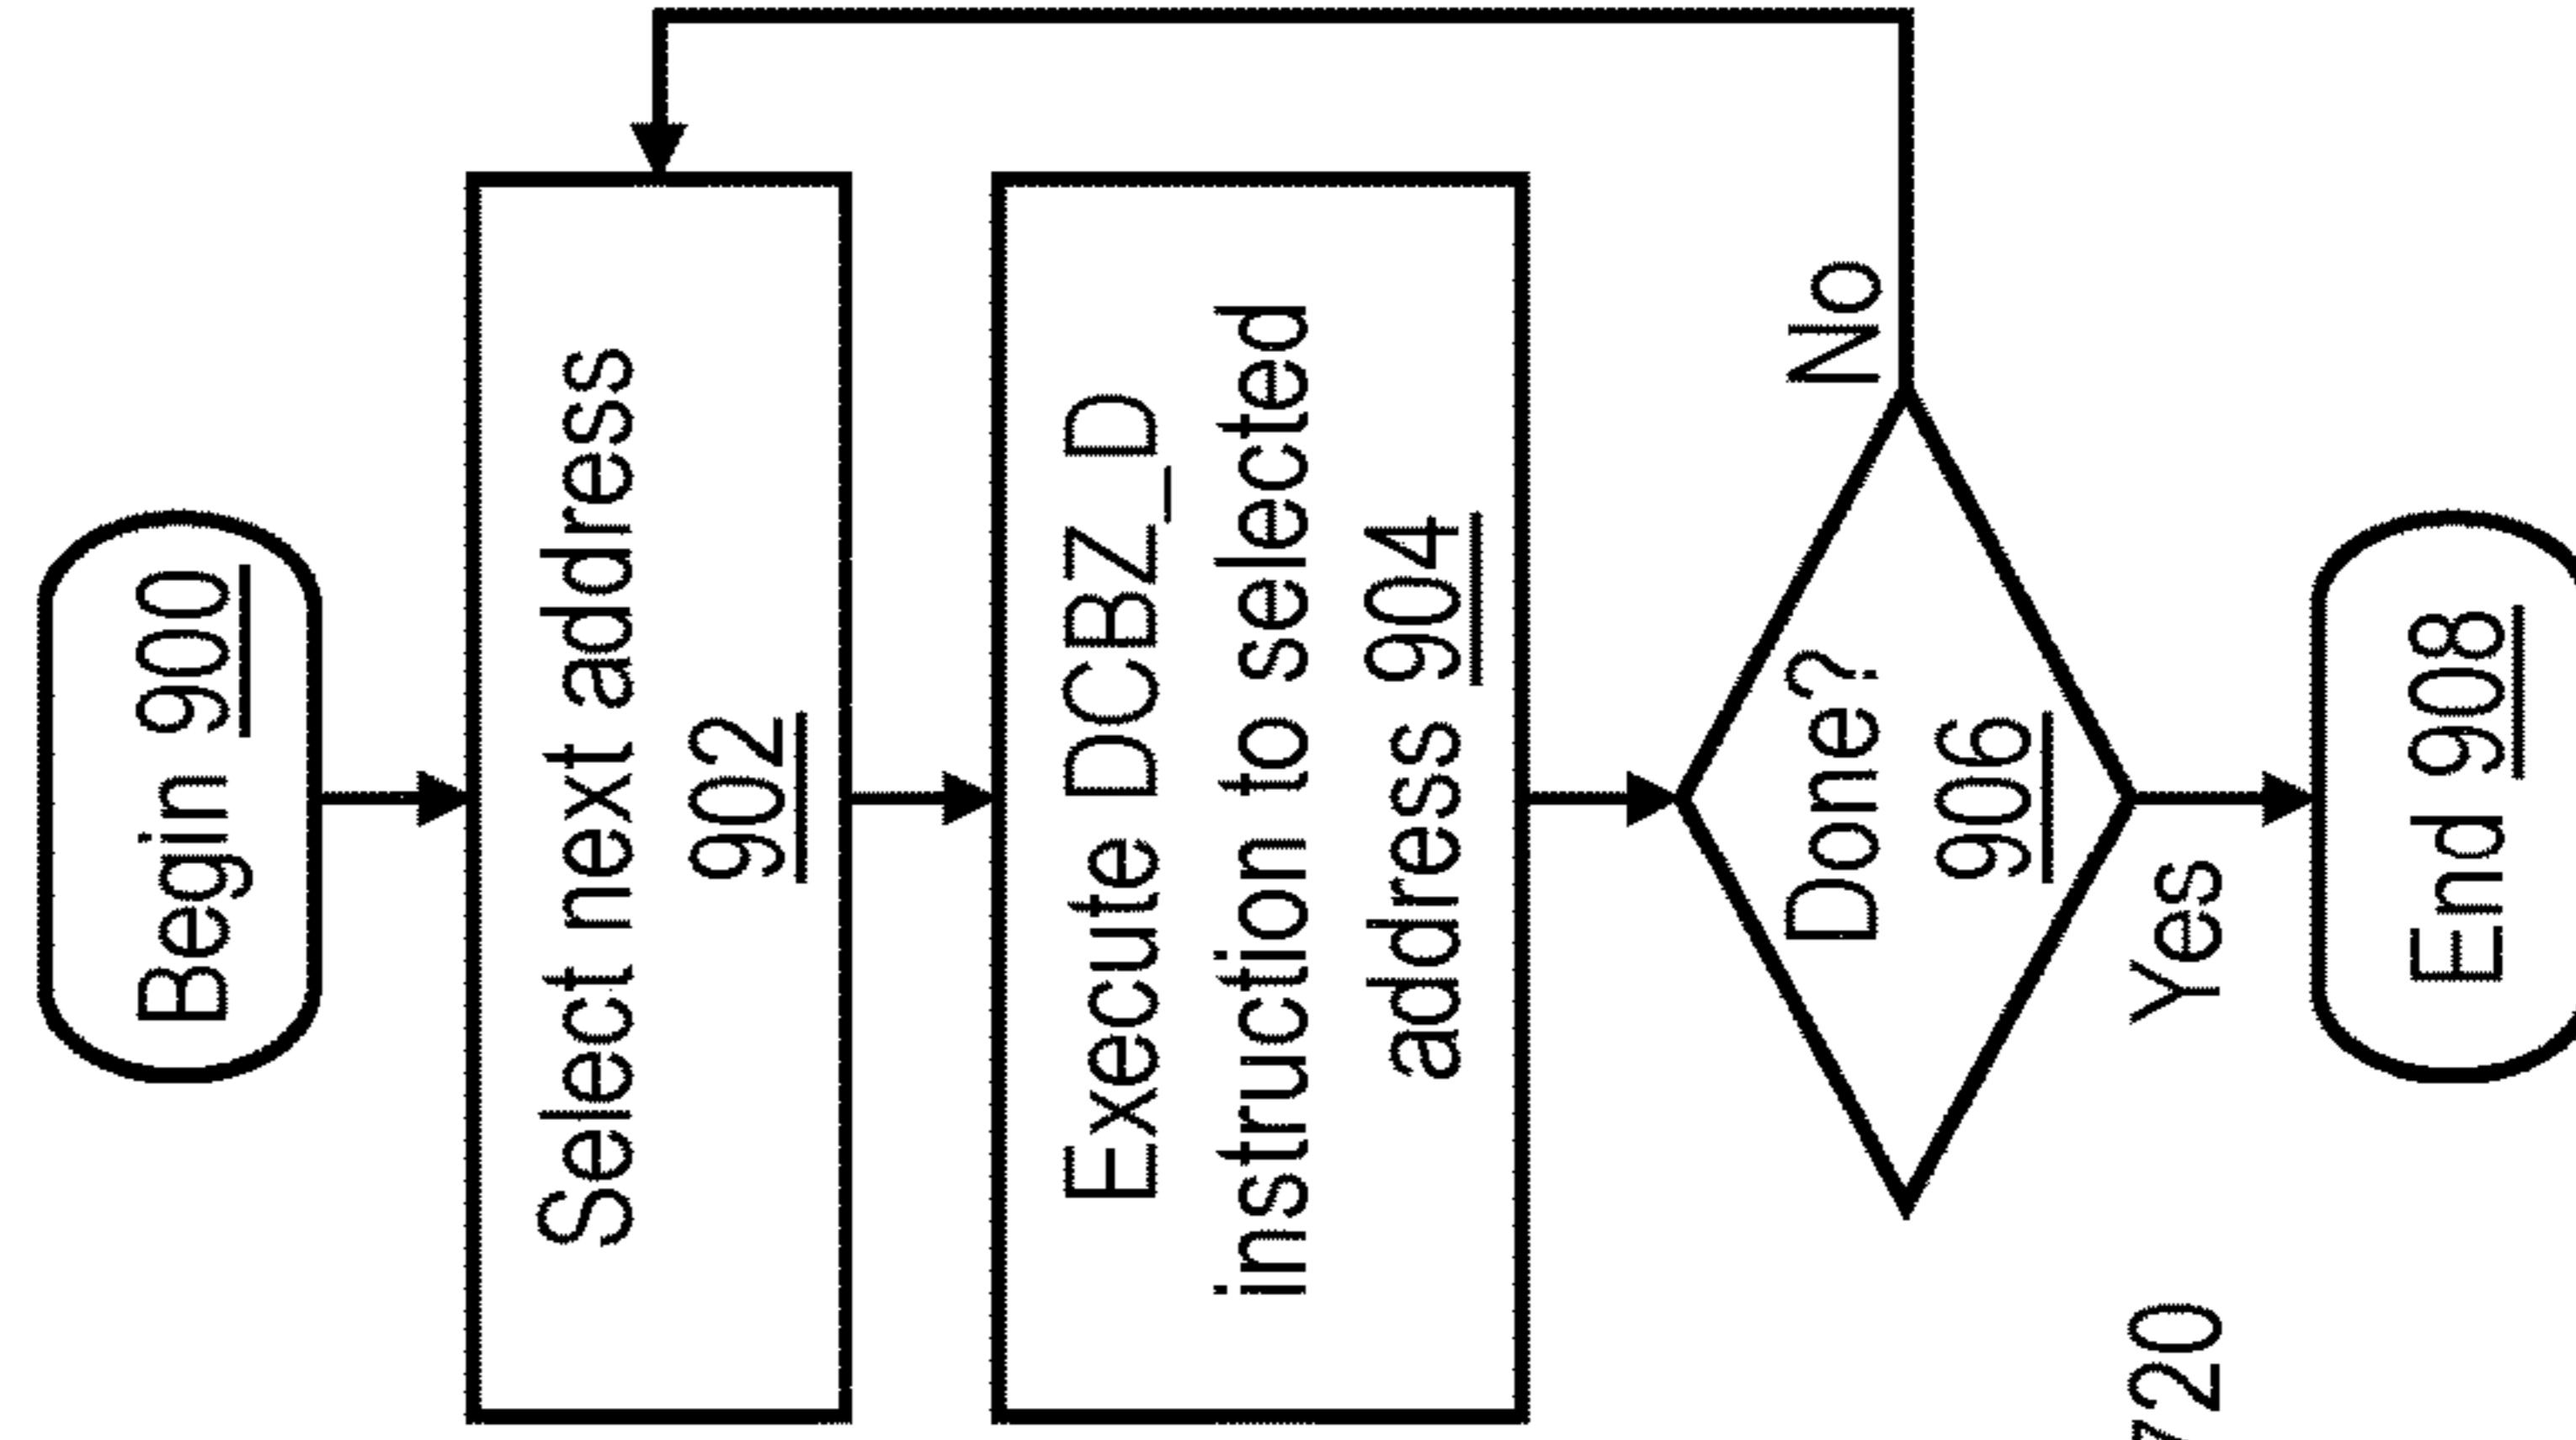 Begin 900
Select next address
902
Execute DCBZ_D
instruction to selected
address 904
No
Done?
906
Yes
End 908
720